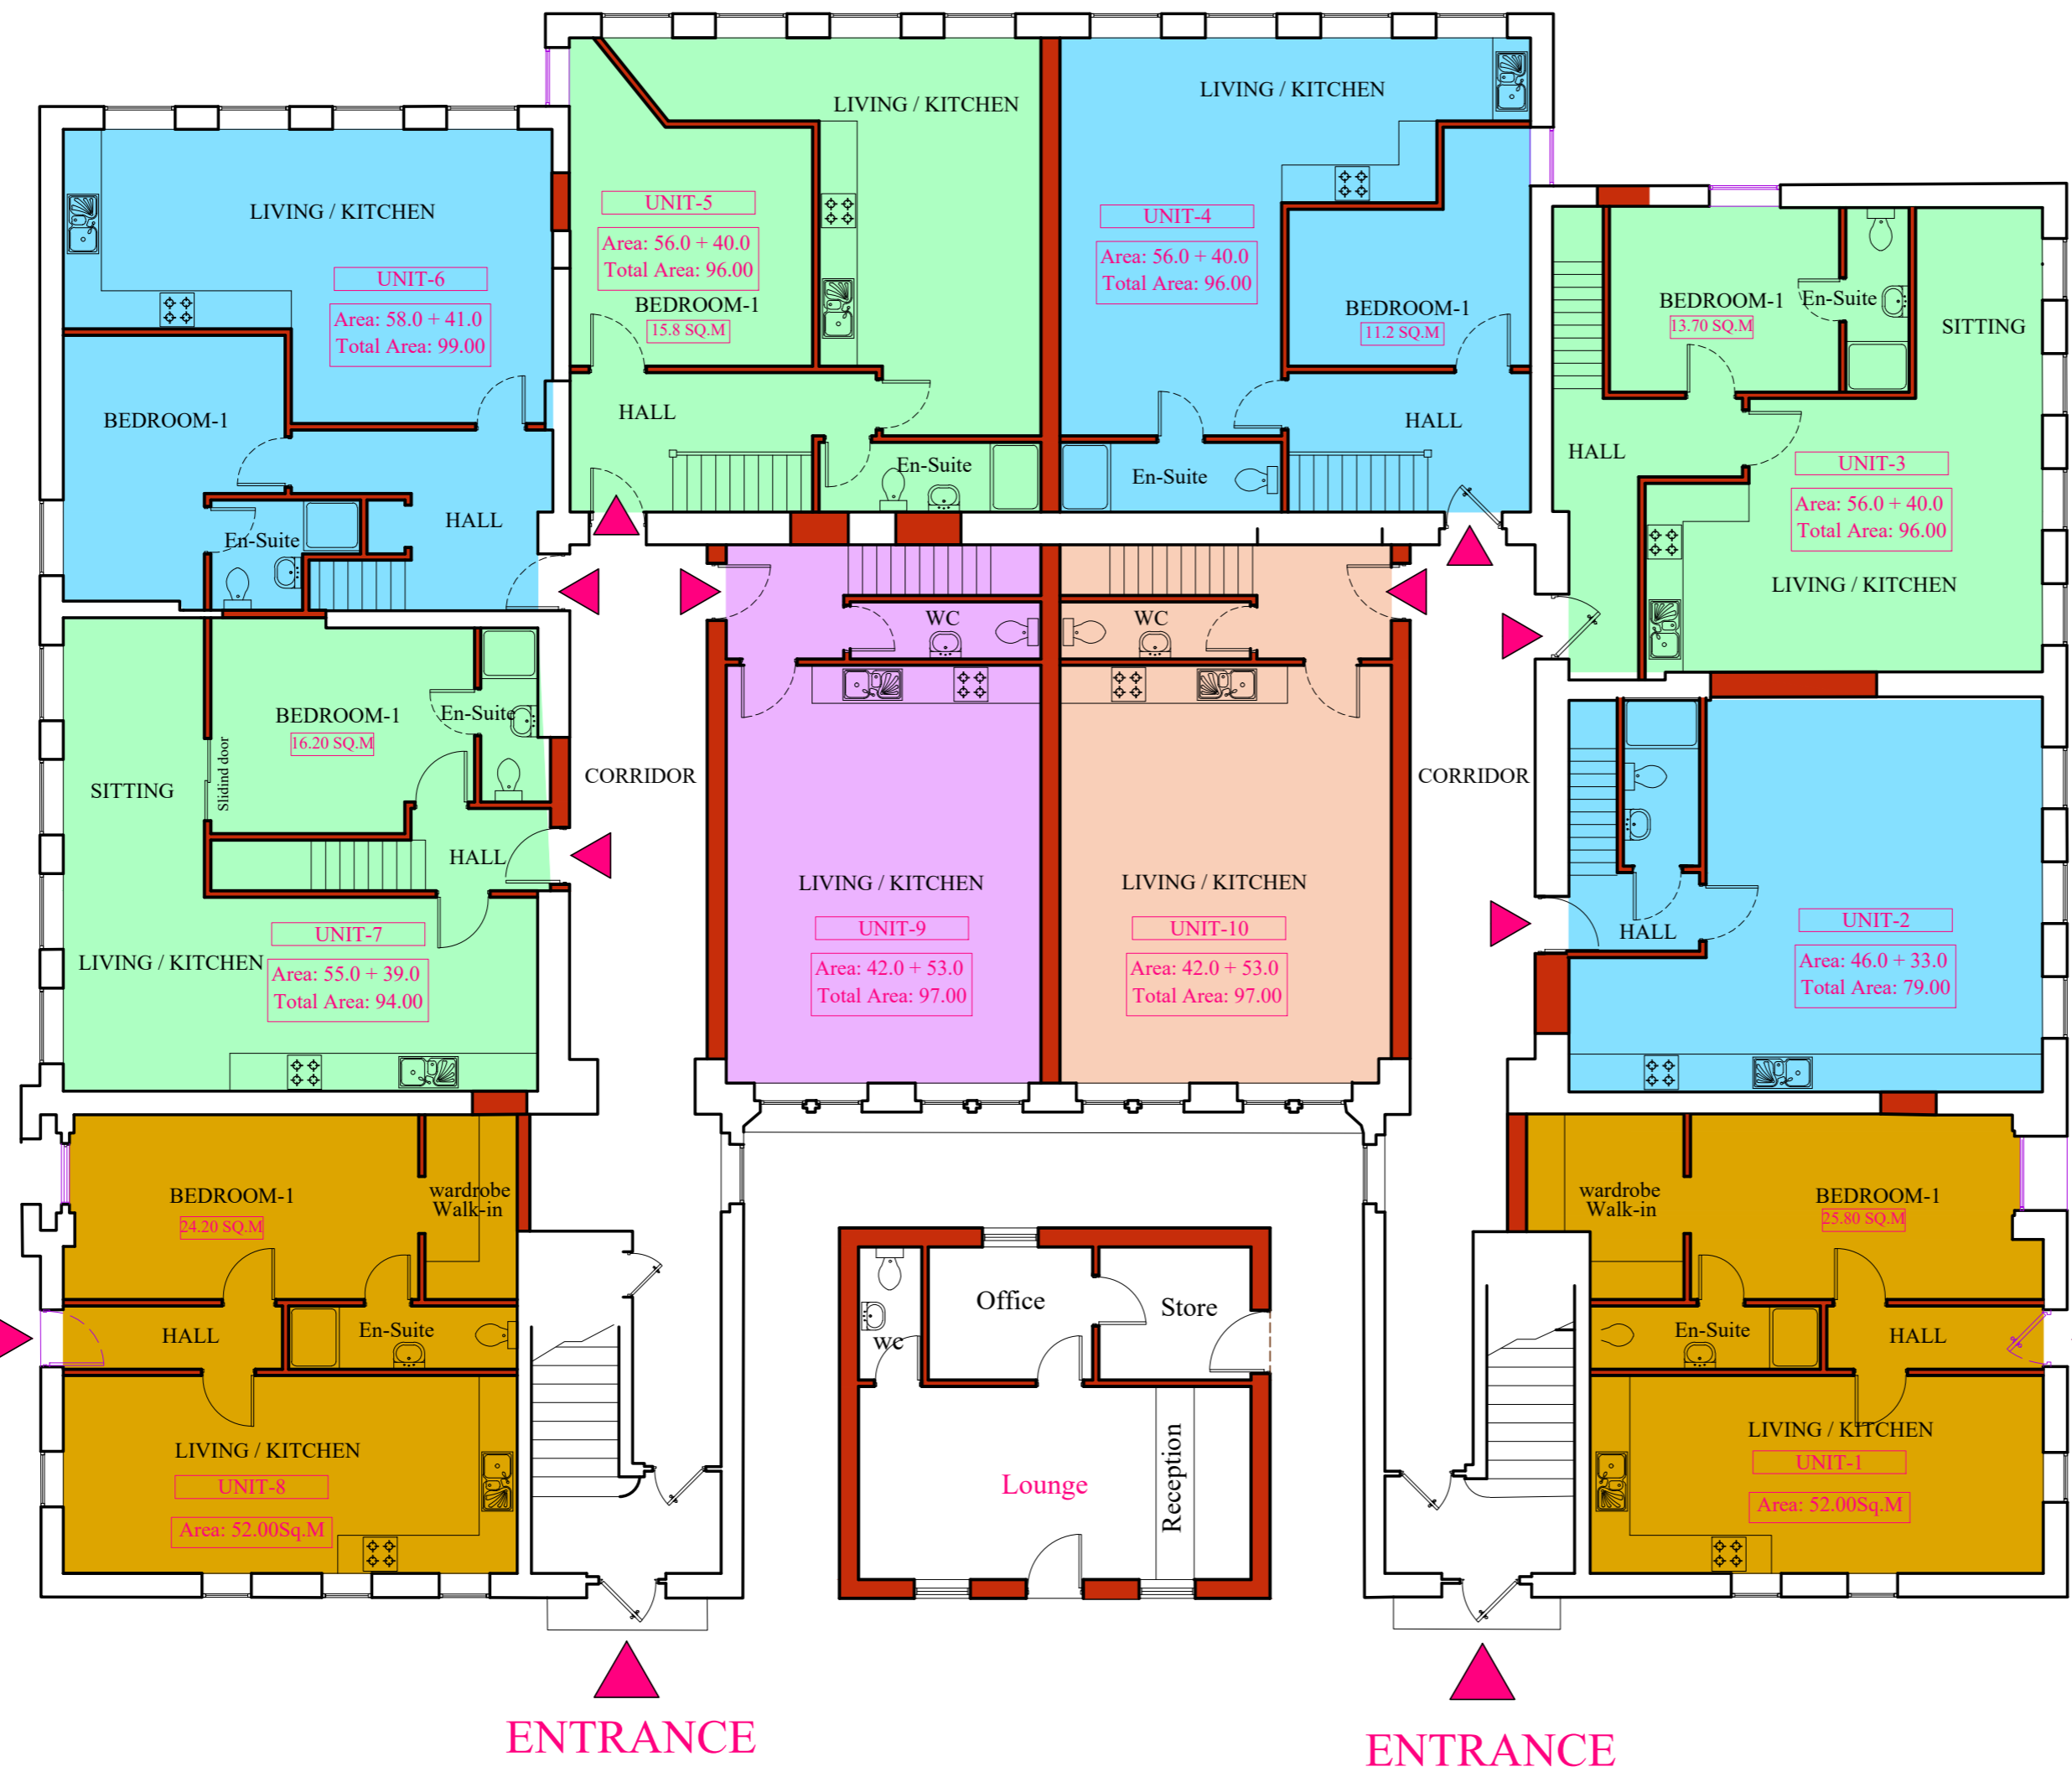 LIVING / KITCHEN
UNIT-5
Area: 56.0 + 40.0
Total Area: 96.00
BEDROOM-1
15.8 SQ.M
HALL
En-Suite
LIVING / KITCHEN
UNIT-4
Area: 56.0 + 40.0
Total Area: 96.00
BEDROOM-1
11.2 SQ.M
HALL
En-Suite
LIVING / KITCHEN
UNIT-6
Area: 58.0 + 41.0
Total Area: 99.00
BEDROOM-1
HALL
En-Suite
BEDROOM-1
13.70 SQ.M
En-Suite
SITTING
HALL
UNIT-3
Area: 56.0 + 40.0
Total Area: 96.00
LIVING / KITCHEN
BEDROOM-1
16.20 SQ.M
En-Suite
SITTING
Slidind door
HALL
UNIT-7
LIVING / KITCHEN
Area: 55.0 + 39.0
Total Area: 94.00
CORRIDOR
WC
LIVING / KITCHEN
UNIT-9
Area: 42.0 + 53.0
Total Area: 97.00
WC
LIVING / KITCHEN
UNIT-10
Area: 42.0 + 53.0
Total Area: 97.00
CORRIDOR
HALL
UNIT-2
Area: 46.0 + 33.0
Total Area: 79.00
BEDROOM-1
24.20 SQ.M
wardrobe
Walk-in
HALL
En-Suite
LIVING / KITCHEN
UNIT-8
Area: 52.00Sq.M
Office
Store
wc
Lounge
Reception
wardrobe
Walk-in
BEDROOM-1
25.80 SQ.M
En-Suite
HALL
LIVING / KITCHEN
UNIT-1
Area: 52.00Sq.M
ENTRANCE
ENTRANCE